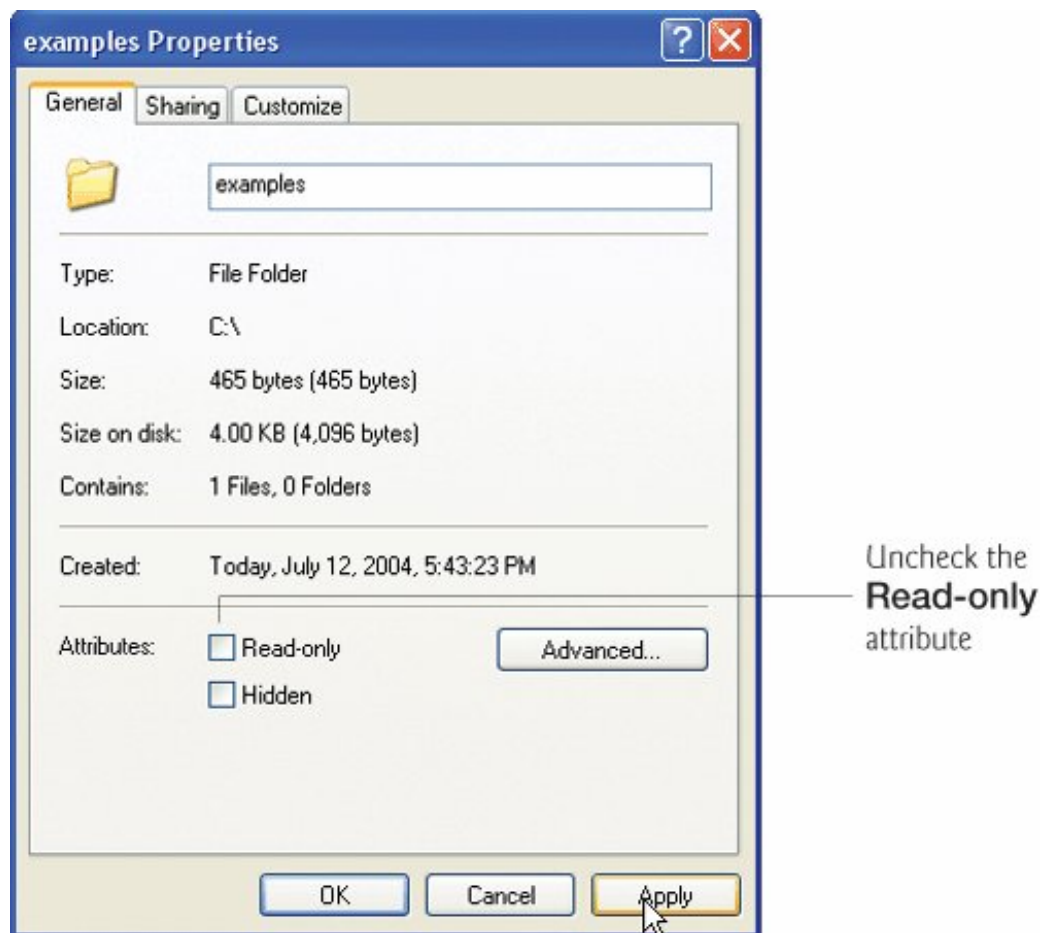 examples Properties
General Sharing Customize
examples
Type: File Folder
Location: C:\
Size: 465 bytes (465 bytes)
Size on disk: 4.00 KB (4,096 bytes)
Contains: 1 Files, 0 Folders
Created: Today, July 12, 2004, 5:43:23 PM
Uncheck the
Read-only
attribute
Attributes: Read-only Advanced...
Hidden
OK Cancel Apply